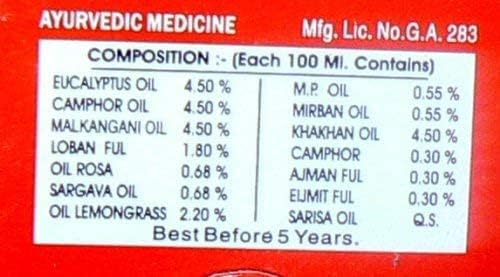 AYURVEDIC MEDICINE
Mfg. Lic. No.G.A. 283
COMPOSITION :- (Each 100 Ml. Contains)
EUCALYPTUS OIL 4.50 %
CAMPHOR OIL 4.50 %
MALKANGANI OIL 4.50 %
LOBAN FUL 1.80 %
OIL ROSA 0.68 %
SARGAVA OIL 0.68 %
OIL LEMONGRASS 2.20 %
M.P. OIL 0.55 %
MIRBAN OIL 0.55 %
KHAKHAN OIL 4.50 %
CAMPHOR 0.30 %
AJMAN FUL 0.30 %
ELIMIT FUL 0.30 %
SARISA OIL Q.S.
Best Before 5 Years.